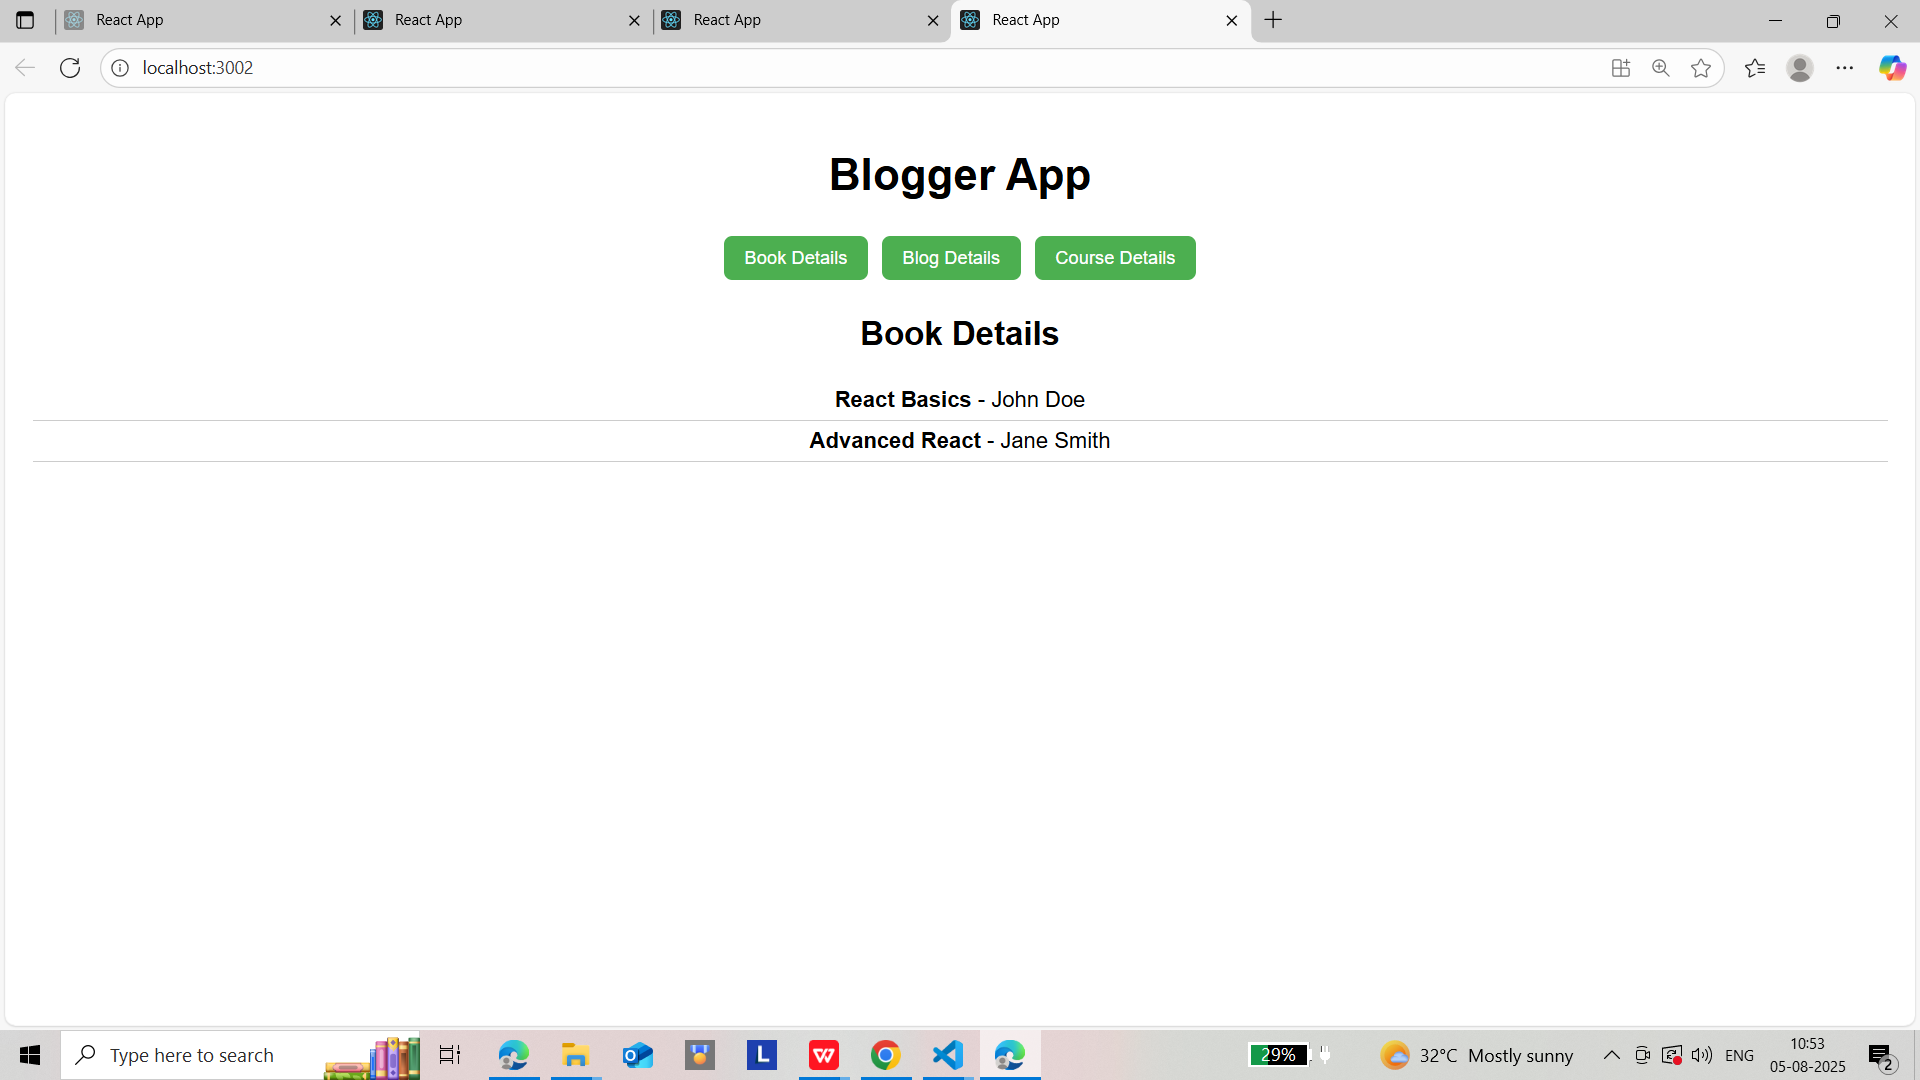 React App
React App
React App
React App
localhost:3002
Blogger App
Book Details
Blog Details
Course Details
Book Details
React Basics - John Doe
Advanced React - Jane Smith
Type here to search
29%
32°C Mostly sunny
ENG
10:53
05-08-2025
2